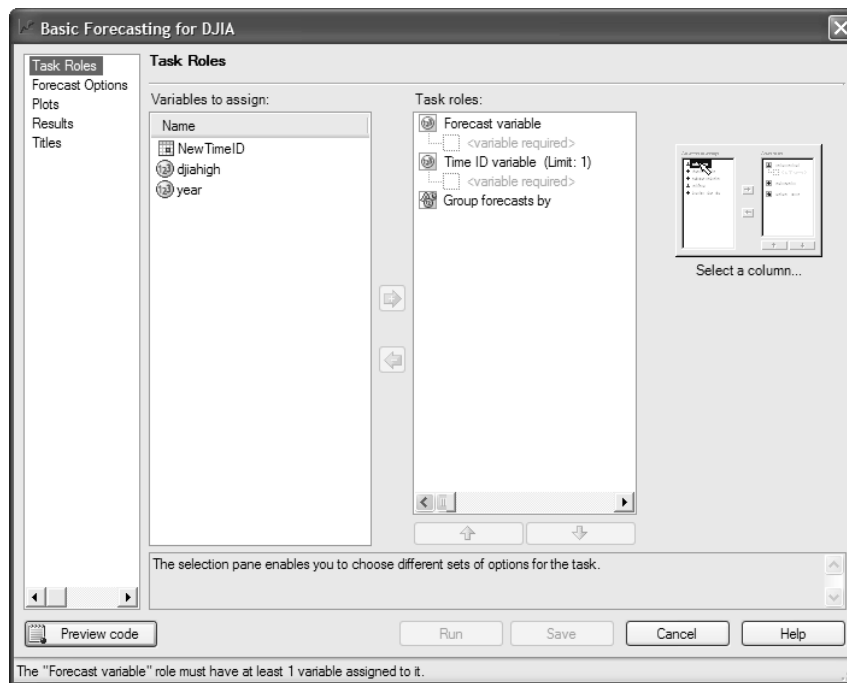 Basic Forecasting for DJIA
Task Roles
Forecast Options
Plots
Results
Titles
Task Roles
Variables to assign:
Name
NewTimeID
djiahigh
year
Task roles:
Forecast variable
<variable required>
Time ID variable (Limit: 1)
<variable required>
Group forecasts by
Select a column...
The selection pane enables you to choose different sets of options for the task.
Preview code
Run
Save
Cancel
Help
The "Forecast variable" role must have at least 1 variable assigned to it.